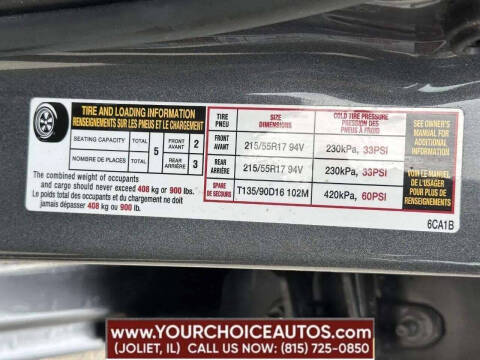 TIRE AND LOADING INFORMATION
RENSEIGNEMENTS SUR LES PNEUS ET LE CHARGEMENT
SEATING CAPACITY TOTAL 5 FRONT AVANT 2
NOMBRE DE PLACES TOTAL REAR ARRIÈRE 3
The combined weight of occupants
and cargo should never exceed 408 kg or 900 lbs.
Le poids total des occupants et du chargement ne doit
jamais dépasser 408 kg ou 900 lb.
TIRE PNEU
SIZE DIMENSIONS
COLD TIRE PRESSURE
PRESSION DES PNEUS À FROID
FRONT AVANT 215/55R17 94V 230kPa, 33PSI
REAR ARRIÈRE 215/55R17 94V 230kPa, 33PSI
SPARE DE SECOURS T135/90D16 102M 420kPa, 60PSI
SEE OWNER'S
MANUAL FOR
ADDITIONAL
INFORMATION
VOIR LE MANUEL
DE L'USAGER
POUR PLUS DE
RENSEIGNEMENTS
6CA1B
WWW.YOURCHOICEAUTOS.COM
(JOLIET, IL) CALL US NOW: (815) 725-0850